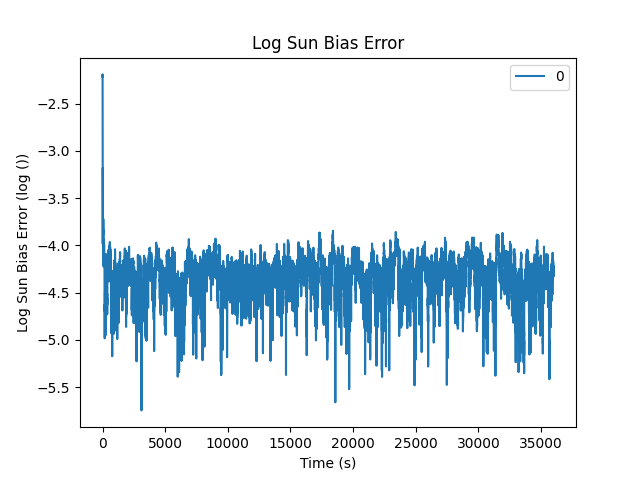 Log Sun Bias Error
0
Log Sun Bias Error (log ())
−2.5
−3.0
−3.5
−4.0
−4.5
−5.0
−5.5
0 5000 10000 15000 20000 25000 30000 35000
Time (s)